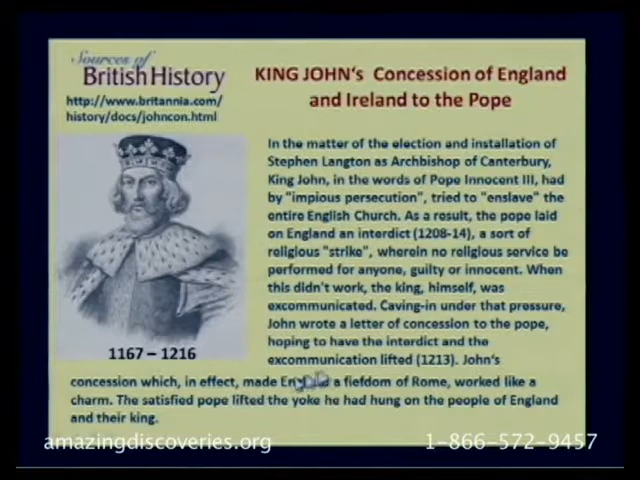 Sources of
British History
http://www.britannia.com/
history/docs/johncon.html
KING JOHN‘s Concession of England
and Ireland to the Pope
In the matter of the election and installation of
Stephen Langton as Archbishop of Canterbury,
King John, in the words of Pope Innocent III, had
by "impious persecution", tried to "enslave" the
entire English Church. As a result, the pope laid
on England an interdict (1208-14), a sort of
religious "strike", wherein no religious service be
performed for anyone, guilty or innocent. When
this didn't work, the king, himself, was
excommunicated. Caving-in under that pressure,
John wrote a letter of concession to the pope,
hoping to have the interdict and the
excommunication lifted (1213). John‘s
1167 – 1216
concession which, in effect, made England a fiefdom of Rome, worked like a
charm. The satisfied pope lifted the yoke he had hung on the people of England
and their king.
amazingdiscoveries.org
1-866-572-9457